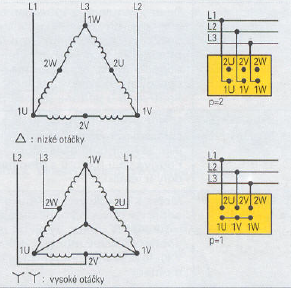 L1 L3 L2
1W
2W 2U
1U 2V 1V
△ : nízké otáčky
L1
L2
L3
2U 2V 2W
1U 1V 1W
p=2
L2 L3 L1
1W
2W 2U
1U 2V 1V
: vysoké otáčky
L1
L2
L3
2U 2V 2W
1U 1V 1W
p=1